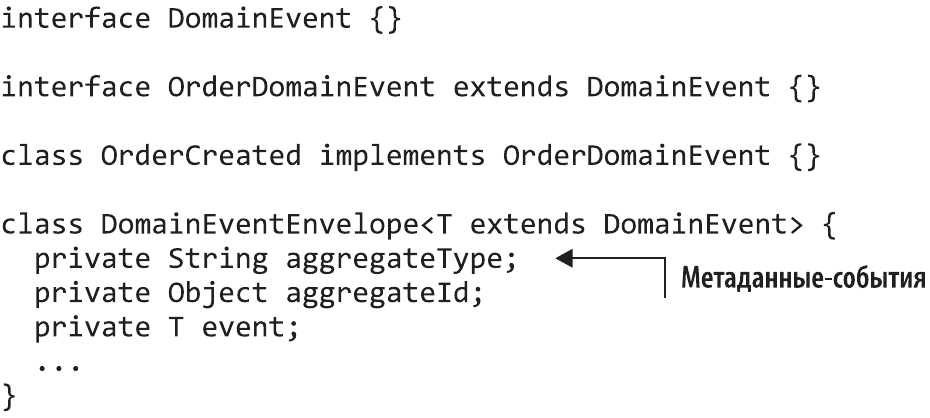 interface DomainEvent {}
interface OrderDomainEvent extends DomainEvent {}
class OrderCreated implements OrderDomainEvent {}
class DomainEventEnvelope<T extends DomainEvent> {
private String aggregateType;
Метаданные-события
private Object aggregateId;
private T event;
...
}